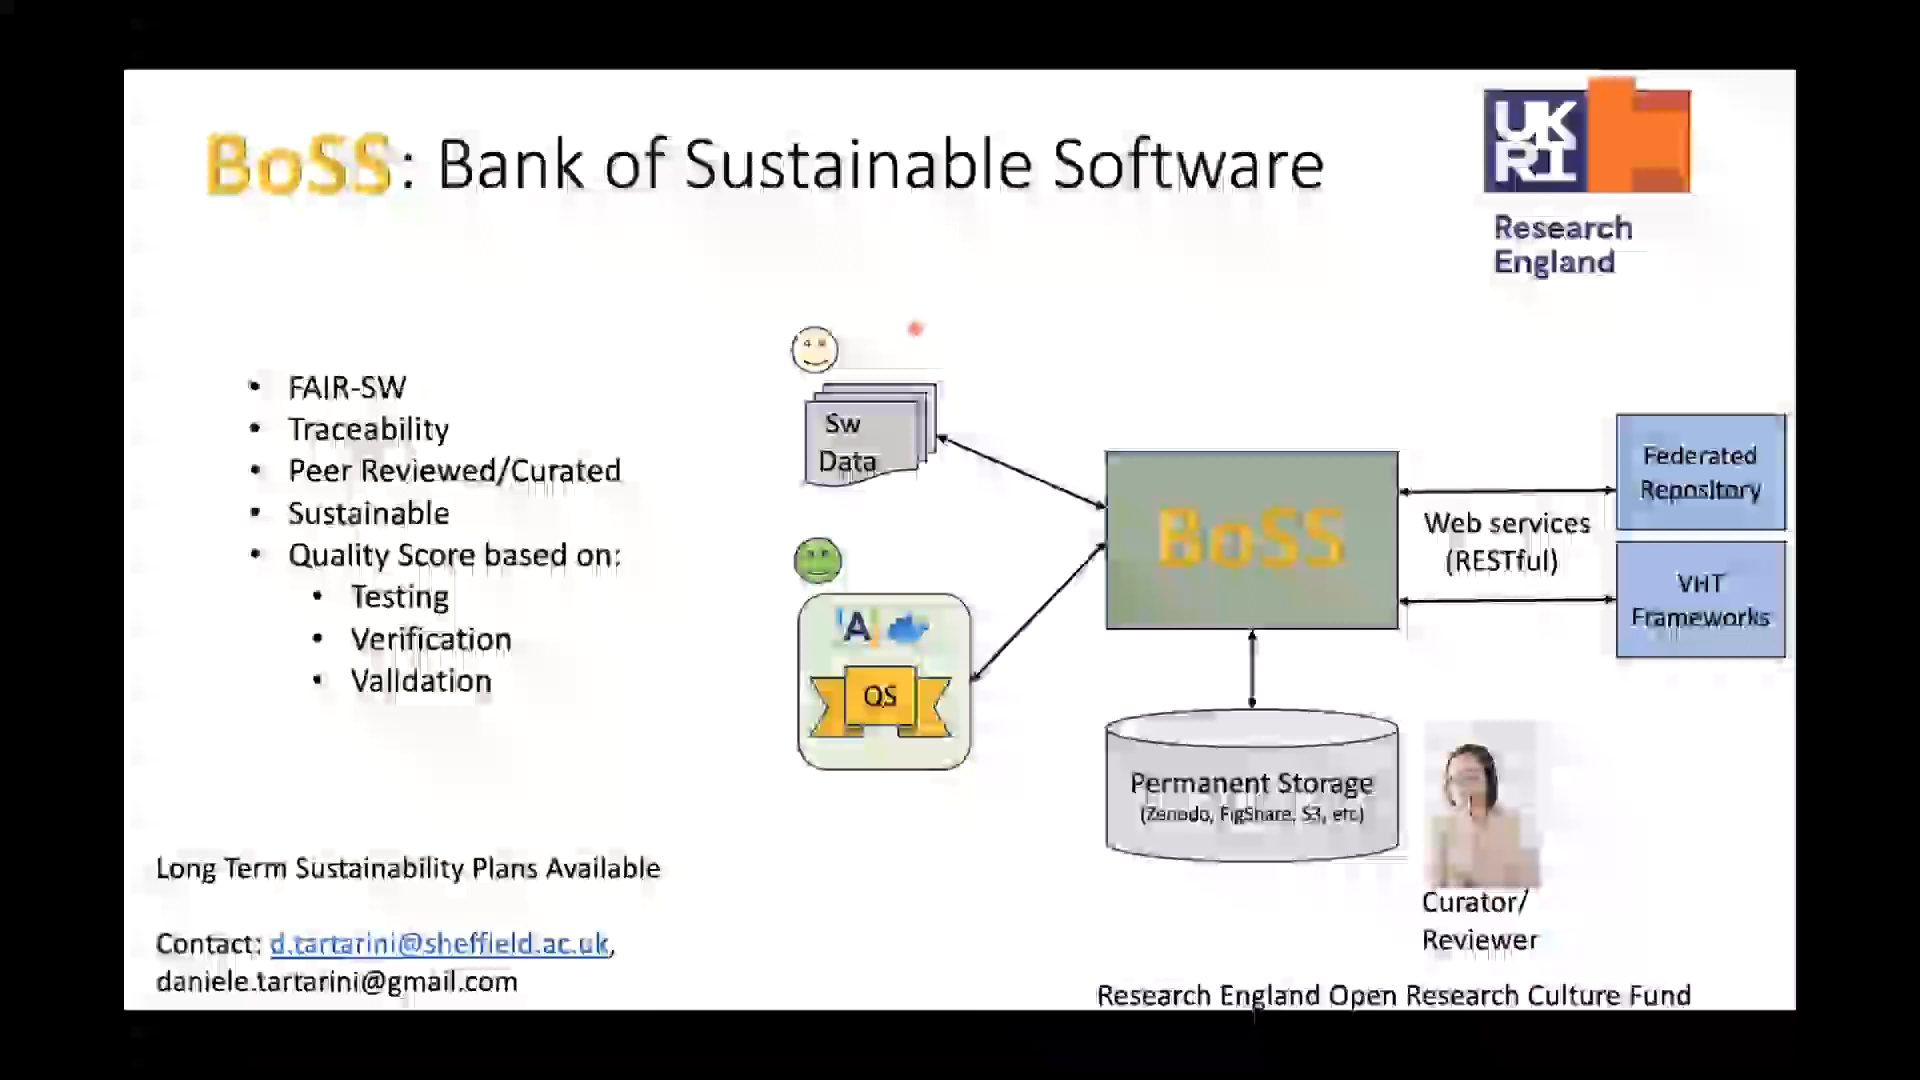 BoSS: Bank of Sustainable Software
UK
RI
Research
England
• FAIR-SW
• Traceability
• Peer Reviewed/Curated
• Sustainable
• Quality Score based on:
• Testing
• Verification
• Validation
Sw
Data
A
QS
BoSS
Web services
(RESTful)
Federated
Repository
VHT
Frameworks
Permanent Storage
(Zenodo, FigShare, S3, etc)
Curator/
Reviewer
Long Term Sustainability Plans Available
Contact: d.tartarini@sheffield.ac.uk,
daniele.tartarini@gmail.com
Research England Open Research Culture Fund